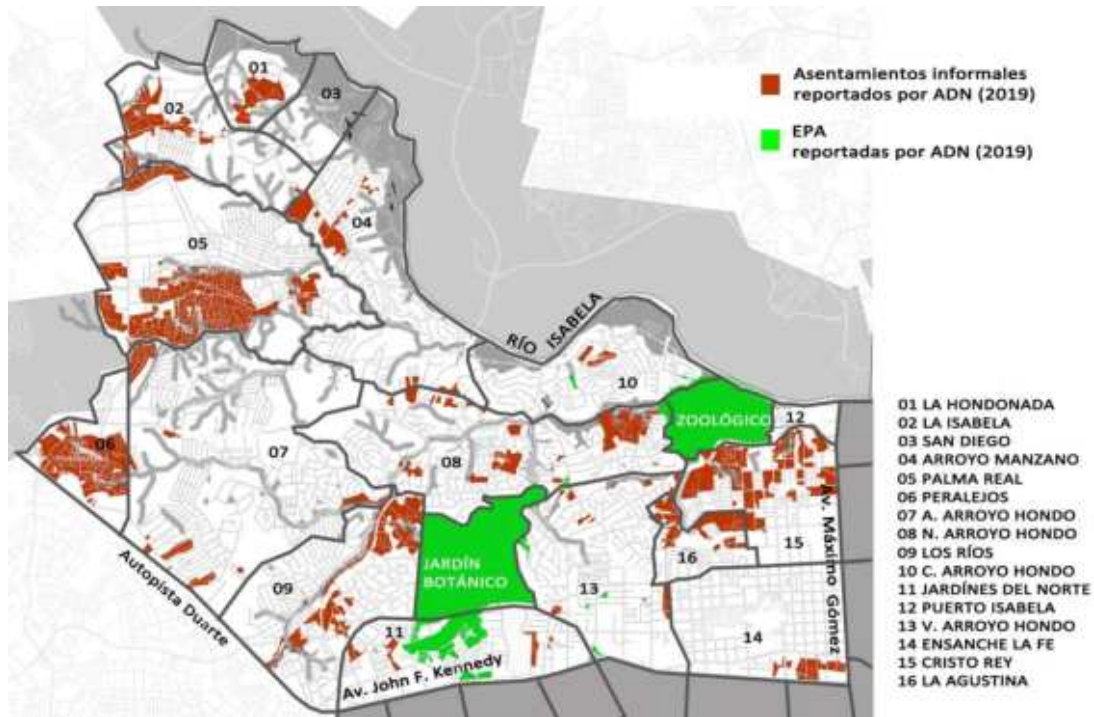 Asentamientos informales
reportados por ADN (2019)
EPA
reportadas por ADN (2019)
01
02
03
04
05
RÍO ISABELA
10
ZOOLÓGICO
12
06
07
08
JARDÍN
BOTÁNICO
13
16
15
Av. Máximo Gómez
09
11
14
Autopista Duarte
Av. John F. Kennedy
01 LA HONDONADA
02 LA ISABELA
03 SAN DIEGO
04 ARROYO MANZANO
05 PALMA REAL
06 PERALEJOS
07 A. ARROYO HONDO
08 N. ARROYO HONDO
09 LOS RÍOS
10 C. ARROYO HONDO
11 JARDÍNES DEL NORTE
12 PUERTO ISABELA
13 V. ARROYO HONDO
14 ENSANCHE LA FE
15 CRISTO REY
16 LA AGUSTINA